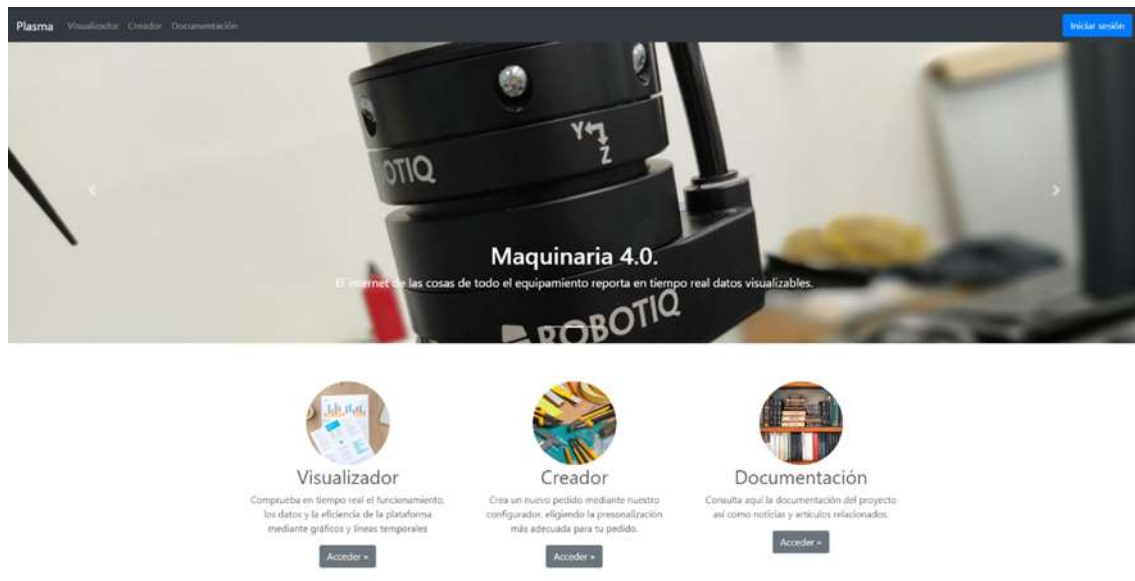 Plasma Visualizador Creador Documentación Iniciar sesión
Y
Z
OTIQ
Maquinaria 4.0.
El internet de las cosas de todo el equipamiento reporta en tiempo real datos visualizables.
ROBOTIQ
Visualizador
Comprueba en tiempo real el funcionamiento,
los datos y la eficiencia de la plataforma
mediante gráficos y líneas temporales
Acceder »
Creador
Crea un nuevo pedido mediante nuestro
configurador, eligiendo la presonalización
más adecuada para tu pedido.
Acceder »
Documentación
Consulta aquí la documentación del proyecto
así como noticias y artículos relacionados.
Acceder »